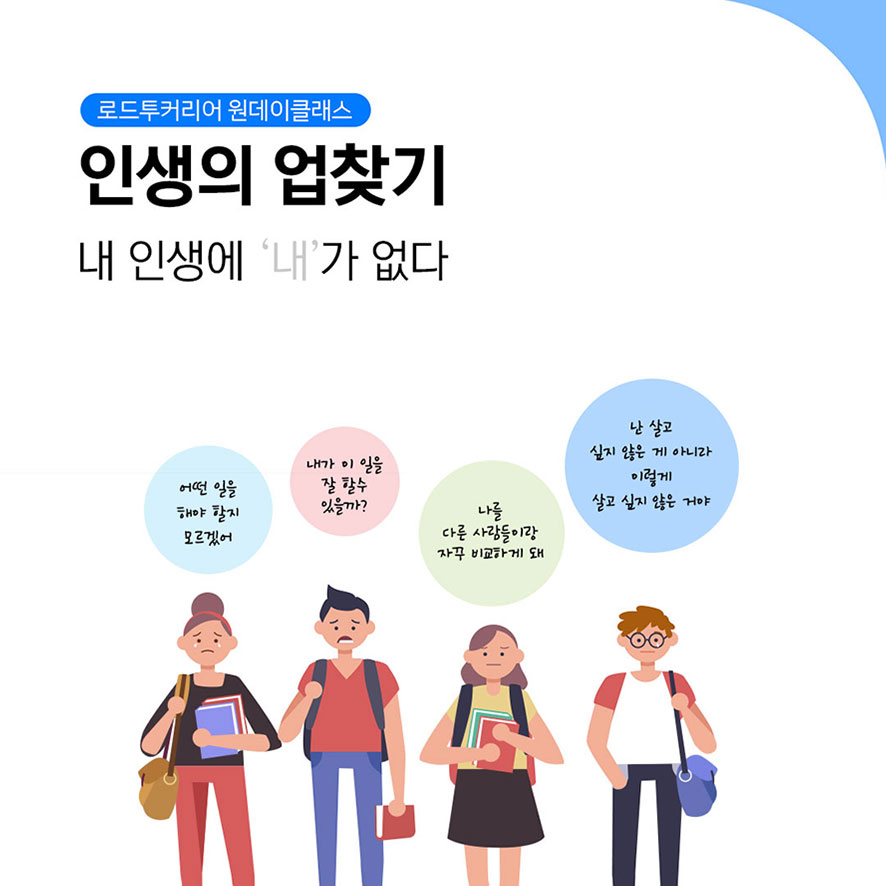 로드투커리어 원데이클래스
인생의 업찾기
내 인생에 ‘내’가 없다
어떤 일을
해야 할지
모르겠어
내가 이 일을
잘 할수
있을까?
나를
다른 사람들이랑
자꾸 비교하게 돼
난 살고
싶지 않은 게 아니라
이렇게
살고 싶지 않은 거야